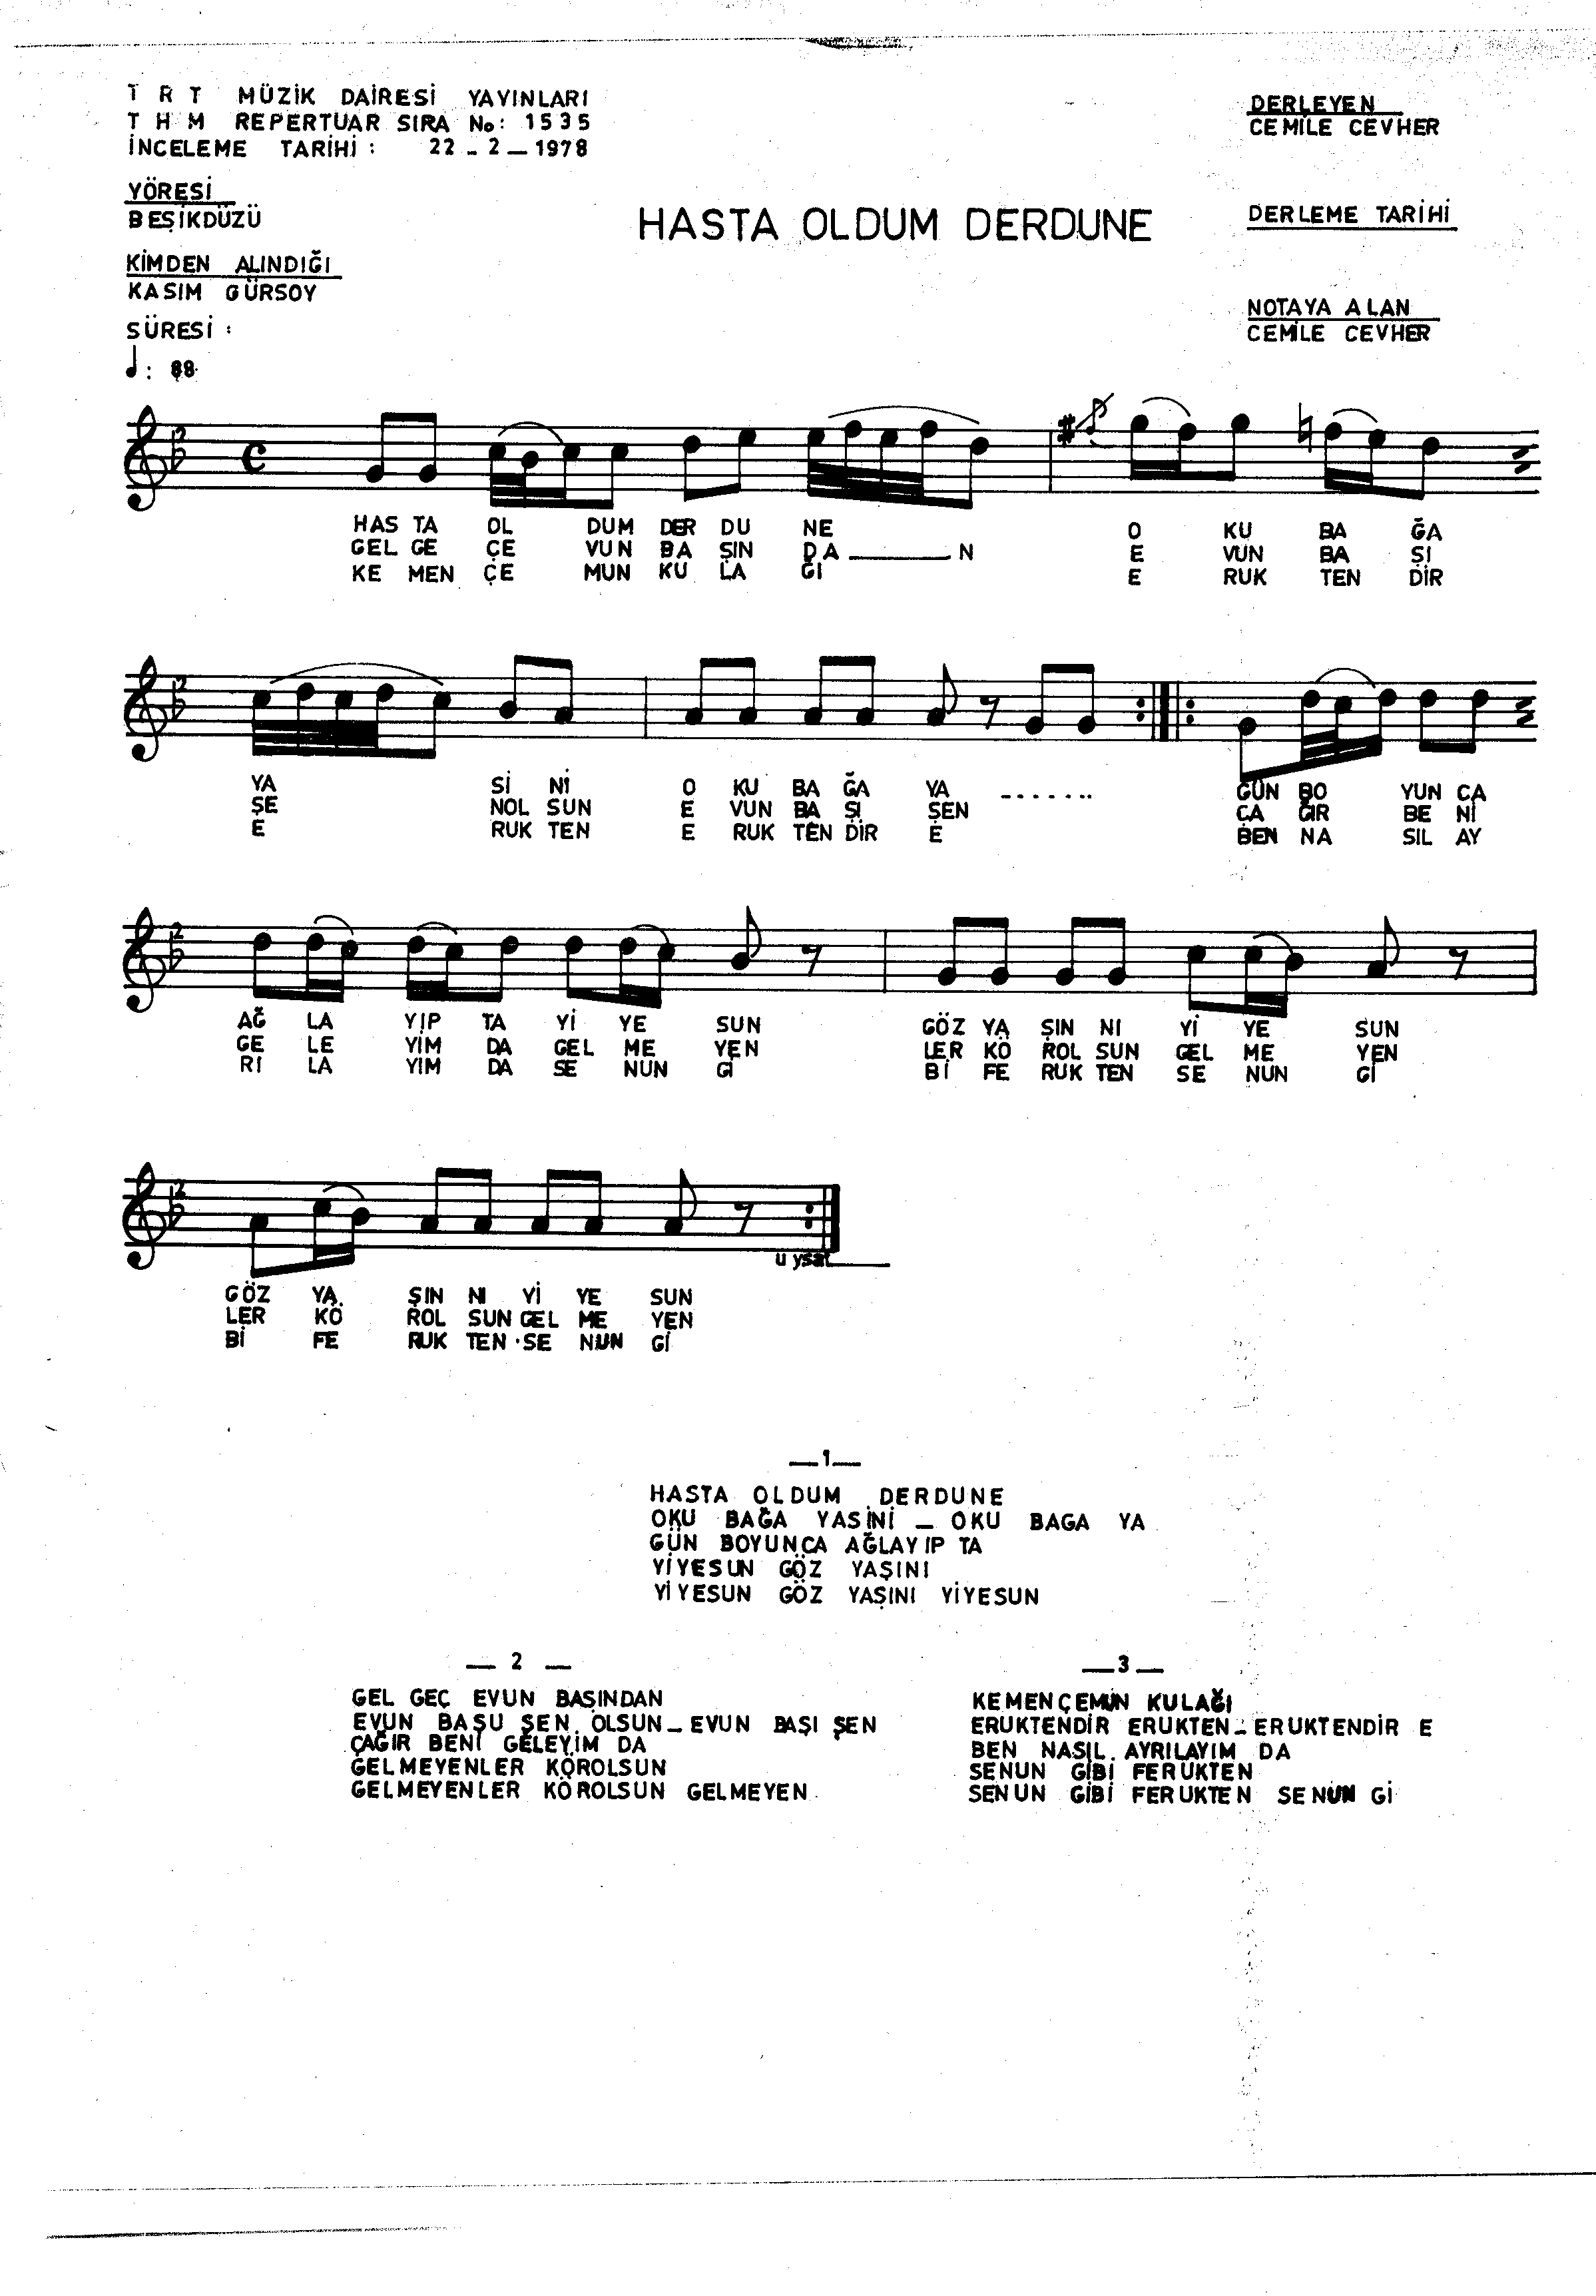 T R T MÜZİK DAİRESİ YAYINLARI
T H M REPERTUAR SIRA No: 1535
İNCELEME TARİHİ : 22 - 2 - 1978
DERLEYEN
CEMİLE CEVHER
YÖRESİ
BEŞİKDÜZÜ
HASTA OLDUM DERDUNE
DERLEME TARİHİ
KİMDEN ALINDIĞI
KASIM GÜRSOY
NOTAYA ALAN
CEMİLE CEVHER
SÜRESİ :
: 88
HAS TA OL DUM DER DU NE O KU BA ĞA
GEL GE ÇE VUN BA ŞIN DA____N E VUN BA ŞI
KE MEN ÇE MUN KU LA ĞI E RUK TEN DİR
YA Sİ Nİ O KU BA ĞA YA ....... GÜN BO YUN CA
ŞE NOL SUN E VUN BA ŞI ŞEN ÇA ĞIR BE Nİ
E RUK TEN E RUK TEN DİR E BEN NA SIL AY
AĞ LA YIP TA Yİ YE SUN GÖZ YA ŞIN NI Yİ YE SUN
GE LE YİM DA GEL ME YEN LER KÖ ROL SUN GEL ME YEN
RI LA YIM DA SE NUN Gİ Bİ FE RUK TEN SE NUN Gİ
uysal
GÖZ YA ŞIN NI Yİ YE SUN
LER KÖ ROL SUN GEL ME YEN
Bİ FE RUK TEN SE NUN Gİ
—1—
HASTA OLDUM DERDUNE
OKU BAĞA YASİNİ — OKU BAGA YA
GÜN BOYUNCA AĞLAYIP TA
YİYESUN GÖZ YAŞINI
YİYESUN GÖZ YAŞINI YİYESUN
— 2 —
GEL GEÇ EVUN BAŞINDAN
EVUN BAŞU ŞEN OLSUN — EVUN BAŞI ŞEN
ÇAĞIR BENİ GELEYİM DA
GELMEYENLER KÖROLSUN
GELMEYENLER KÖROLSUN GELMEYEN
—3—
KEMENÇEMUN KULAĞI
ERUKTENDİR ERUKTEN — ERUKTENDİR E
BEN NASIL AYRILAYIM DA
SENUN GİBİ FERUKTEN
SENUN GİBİ FERUKTEN SENUN Gİ